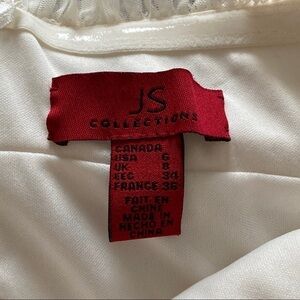 JS
COLLECTIONS
CANADA
USA 6
UK 8
EEC 34
FRANCE 36
FAIT EN
CHINE
MADE IN
HECHO EN
CHINA